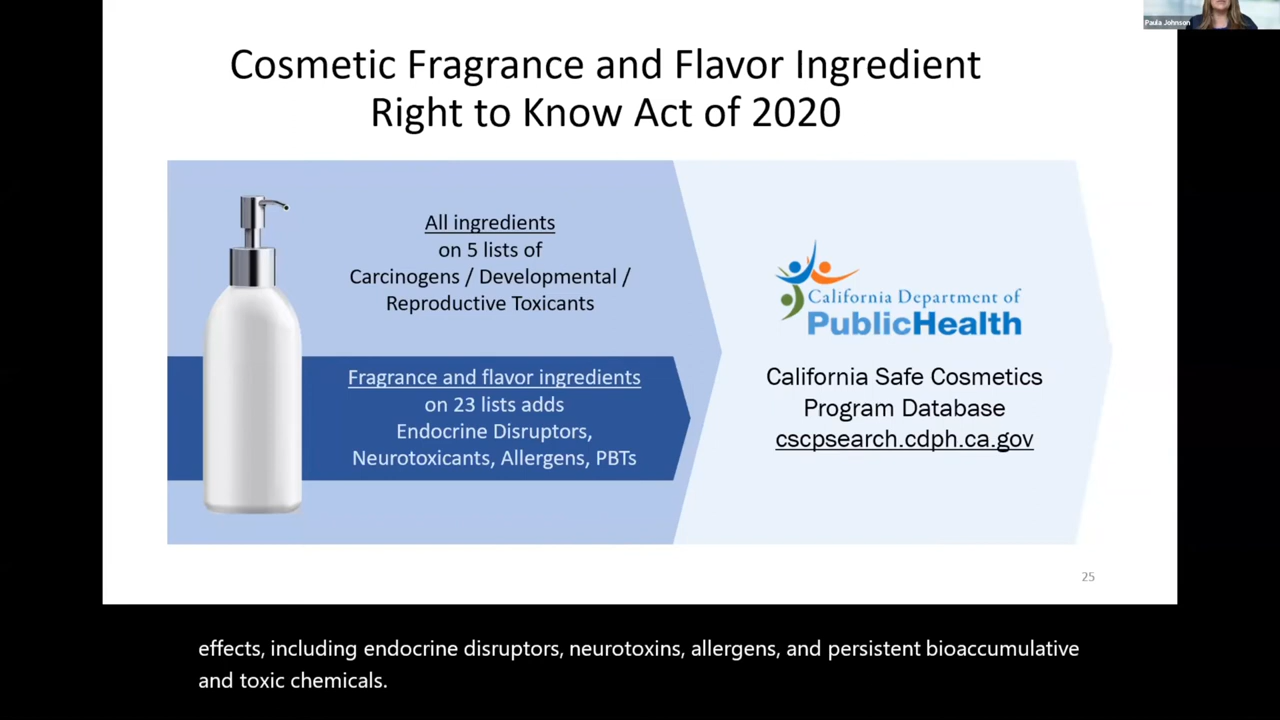 Paula Johnson
Cosmetic Fragrance and Flavor Ingredient
Right to Know Act of 2020
All ingredients
on 5 lists of
Carcinogens / Developmental /
Reproductive Toxicants
Fragrance and flavor ingredients
on 23 lists adds
Endocrine Disruptors,
Neurotoxicants, Allergens, PBTs
California Department of
PublicHealth
California Safe Cosmetics
Program Database
cscpsearch.cdph.ca.gov
25
effects, including endocrine disruptors, neurotoxins, allergens, and persistent bioaccumulative
and toxic chemicals.